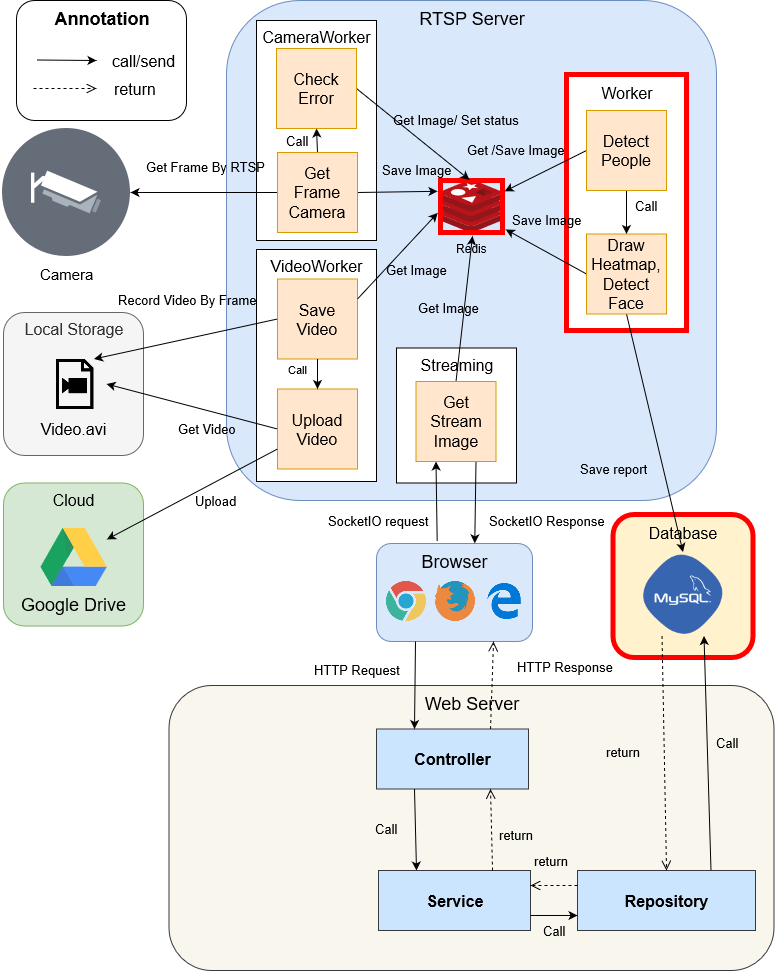 Annotation
call/send
return
RTSP Server
CameraWorker
Check
Error
Call
Get
Frame
Camera
Get Frame By RTSP
Camera
Get Image/ Set status
Save Image
Redis
Worker
Detect
People
Get /Save Image
Call
Save Image
Draw
Heatmap,
Detect
Face
VideoWorker
Save
Video
Get Image
Record Video By Frame
Call
Upload
Video
Get Video
Upload
Local Storage
Video.avi
Cloud
Google Drive
Get Image
Streaming
Get
Stream
Image
Save report
SocketIO request
SocketIO Response
Browser
Database
MySQL.
HTTP Request
HTTP Response
Web Server
Controller
return
Call
Call
return
return
Service
Call
Repository